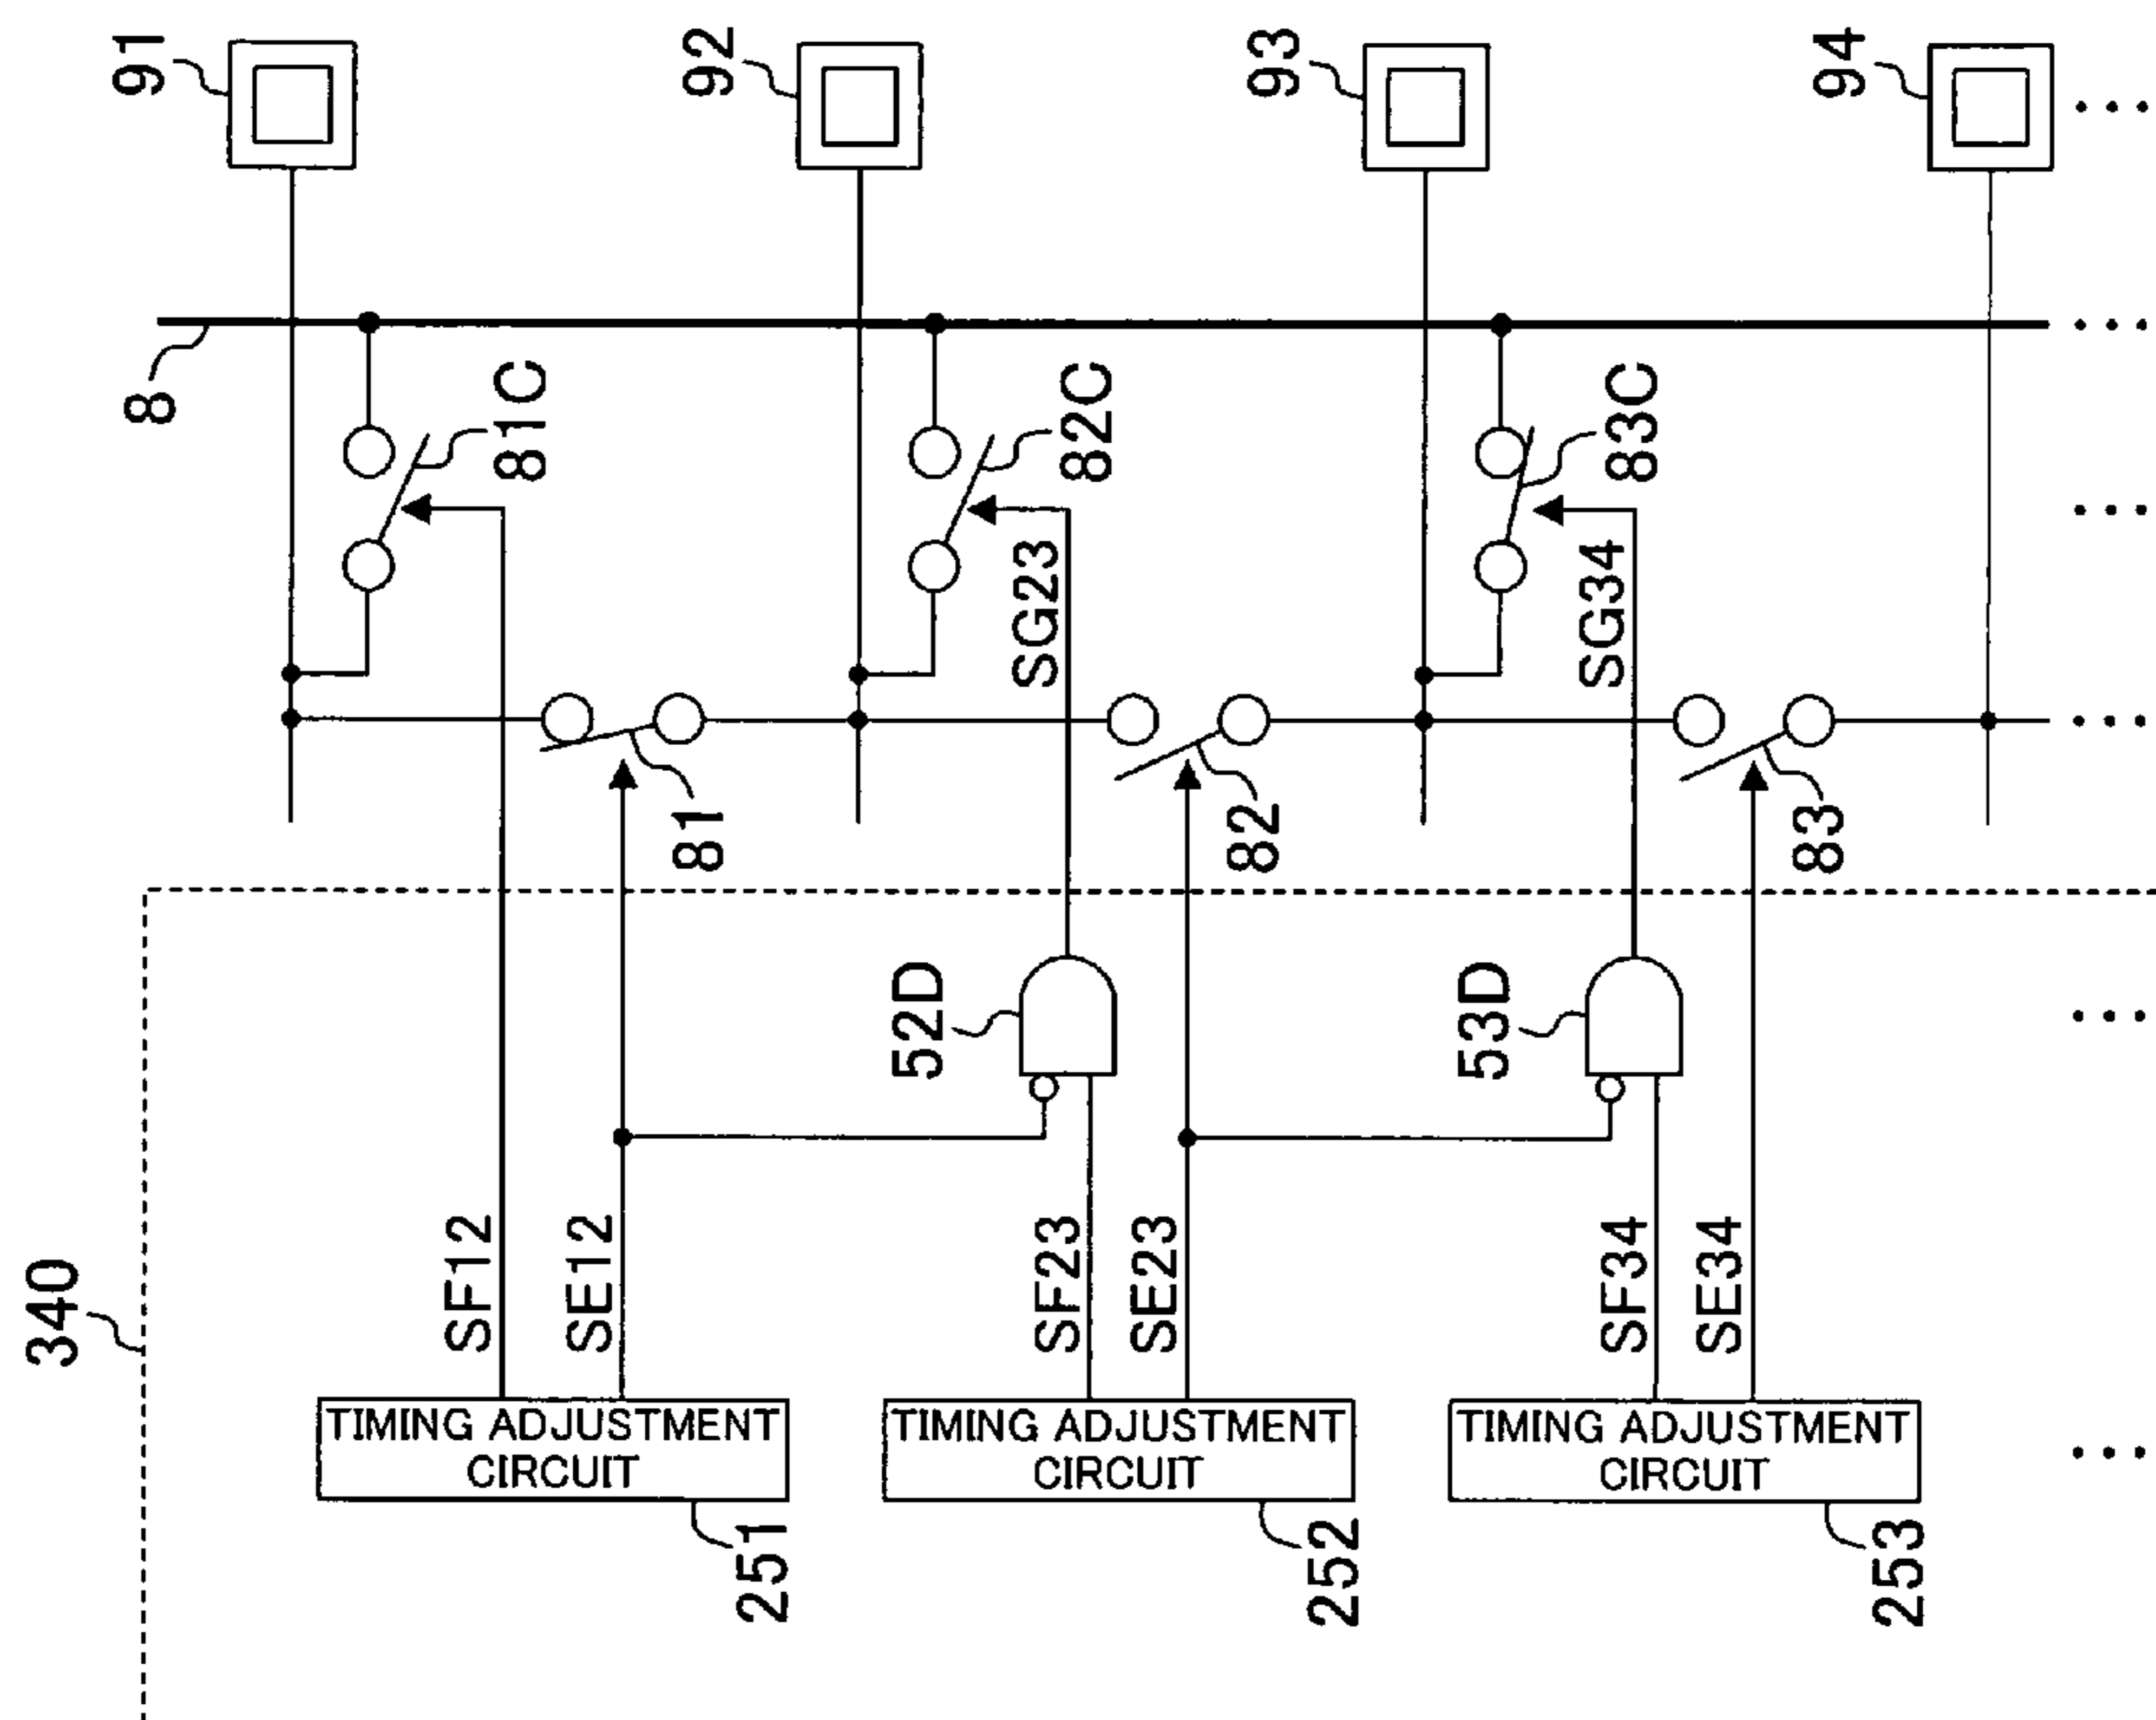 91
92
93
94
8
81C
82C
83C
SG23
SG34
81
82
83
52D
53D
340
SF12
SE12
SF23
SE23
SF34
SE34
TIMING ADJUSTMENT
CIRCUIT
TIMING ADJUSTMENT
CIRCUIT
TIMING ADJUSTMENT
CIRCUIT
251
252
253